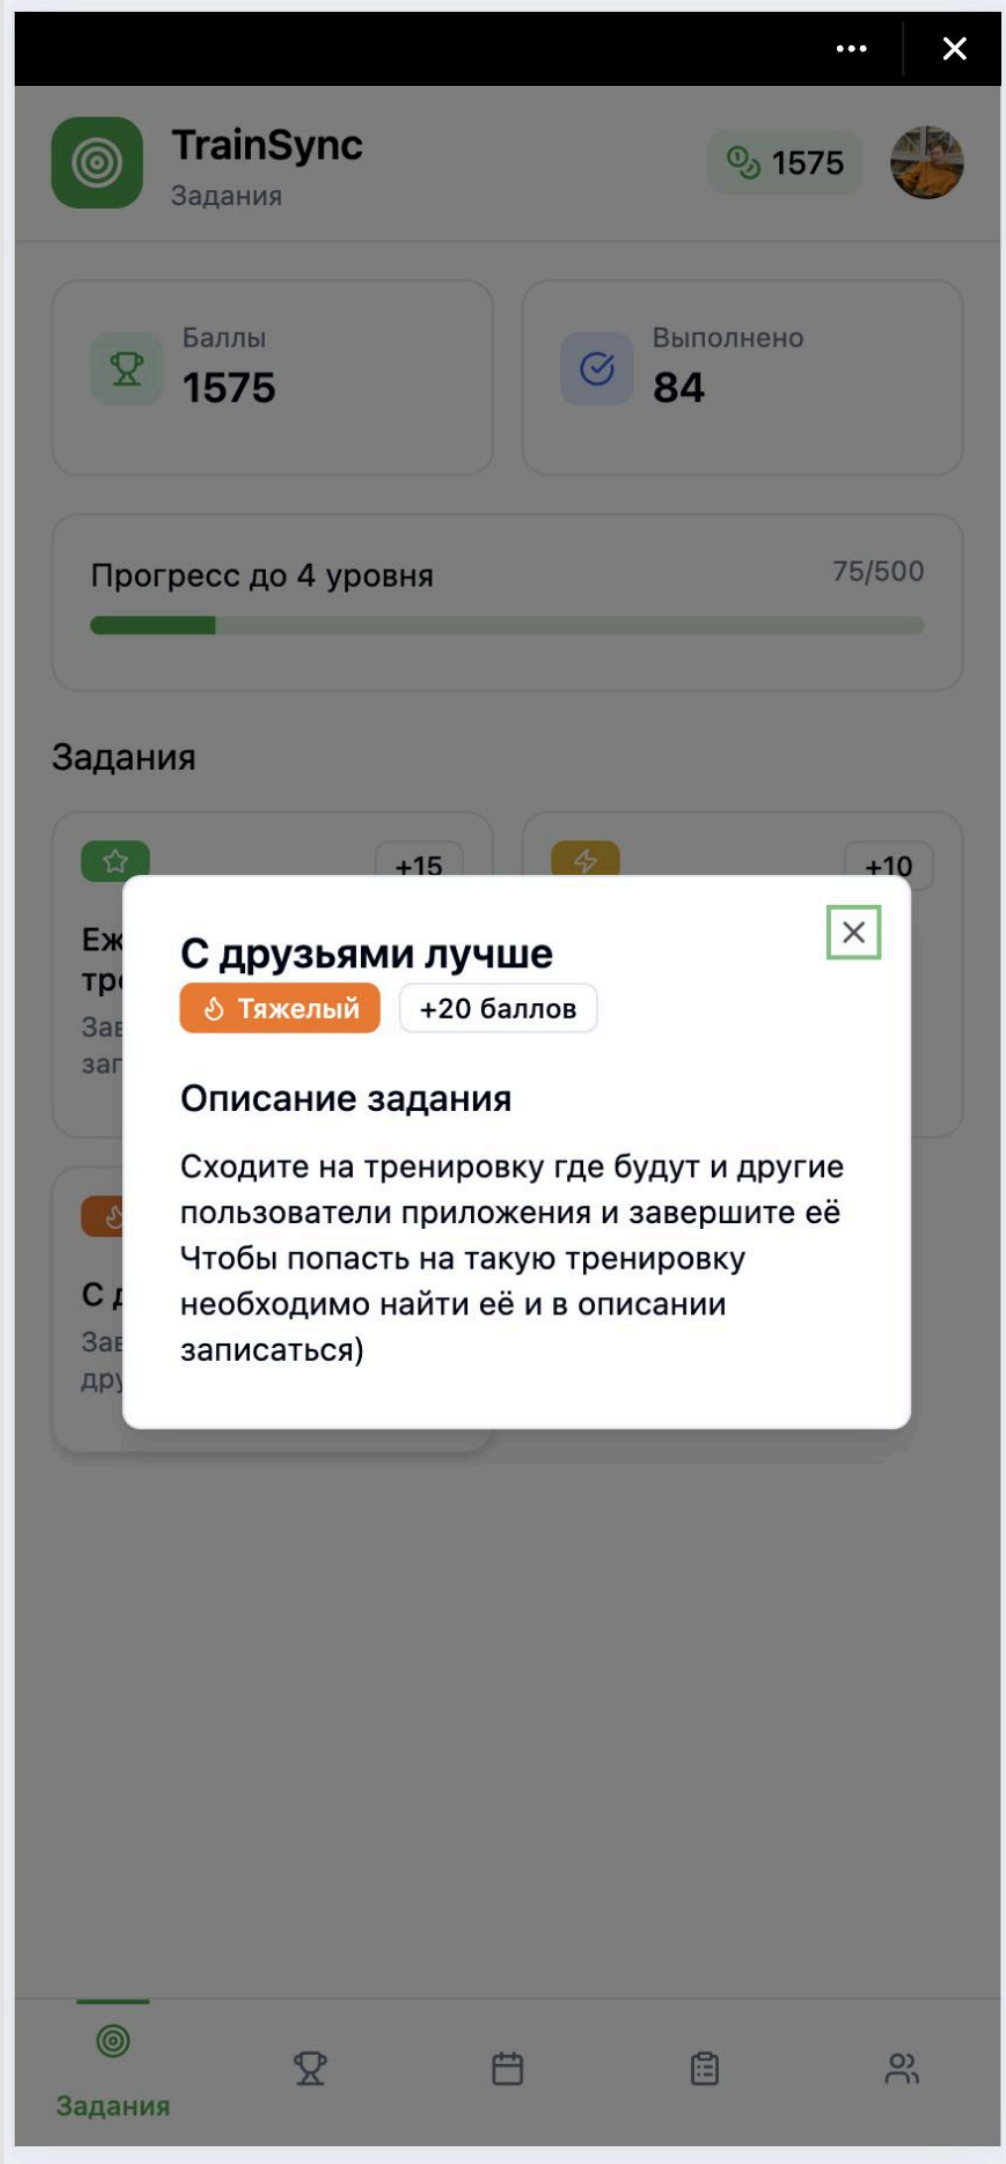 TrainSync
Задания
1575
Баллы
1575
Выполнено
84
Прогресс до 4 уровня
75/500
Задания
+15
+10
С друзьями лучше
Тяжелый
+20 баллов
Описание задания
Сходите на тренировку где будут и другие
пользователи приложения и завершите её
Чтобы попасть на такую тренировку
необходимо найти её и в описании
записаться)
Задания